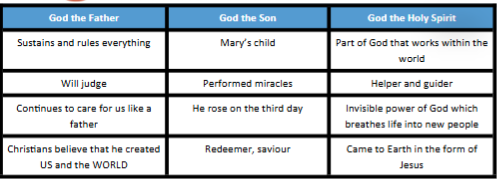 God the Father God the Son God the Holy Spirit
Sustains and rules everything Mary's child Part of God that works within the
world
Will judge Performed miracles Helper and guider
Continues to care for us like a He rose on the third day Invisible power of God which
father breathes life into new people
Christians believe that he created Redeemer, saviour Came to Earth in the form of
US and the WORLD Jesus